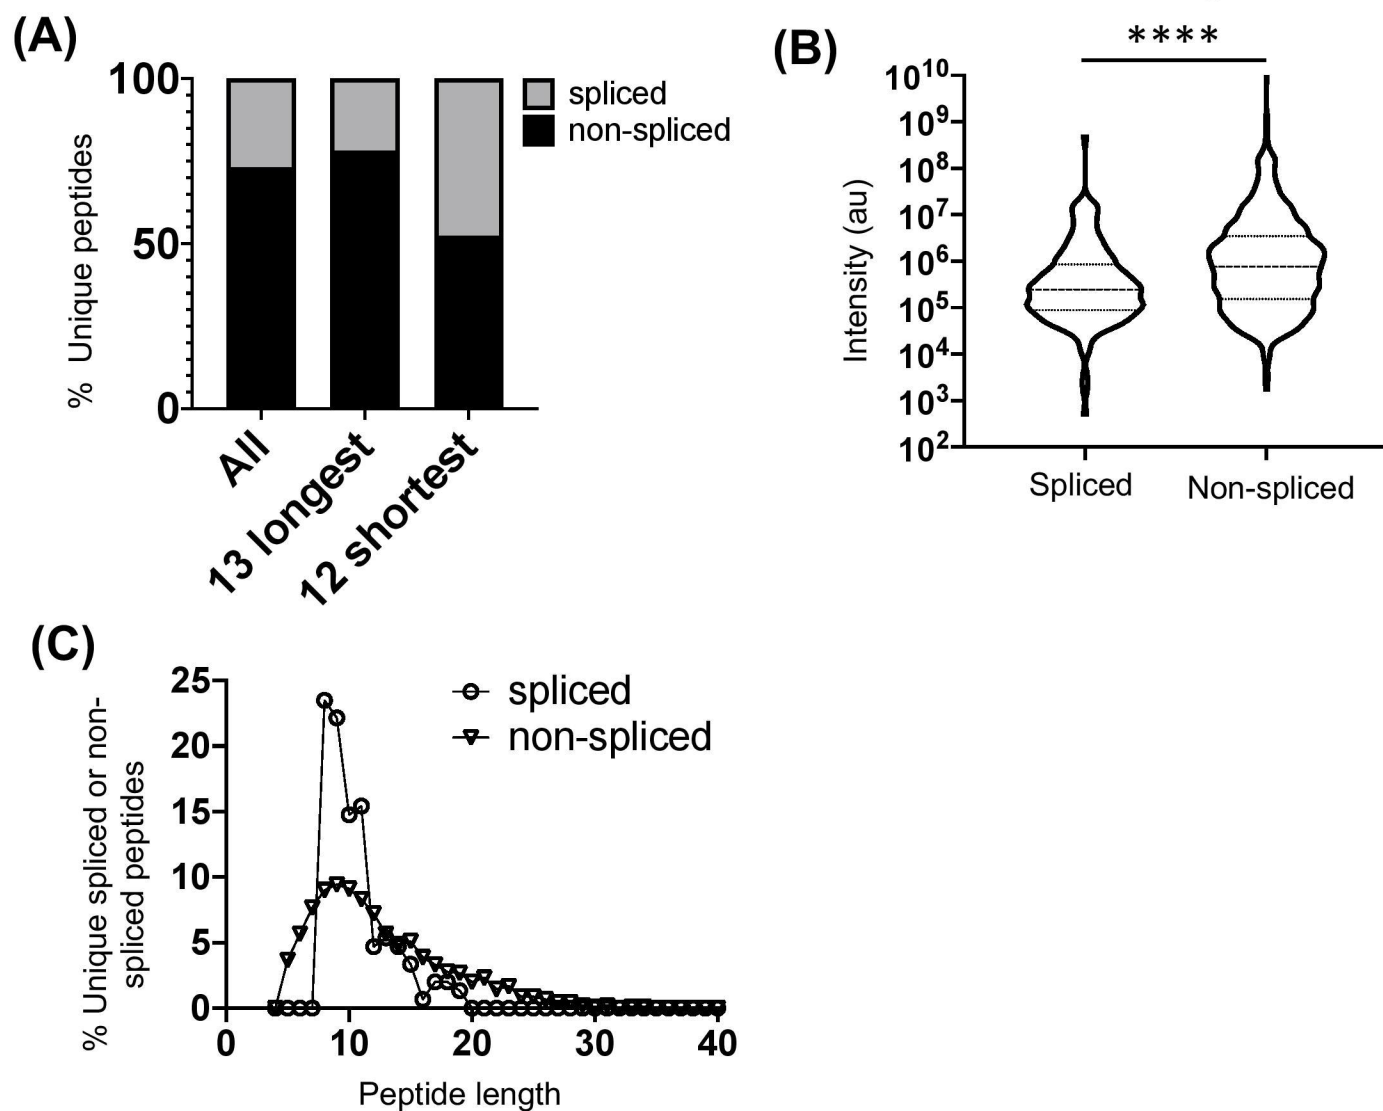 (A)
100
50
0
% Unique peptides
spliced
non-spliced
All
13 longest
12 shortest
(B)
****
10^10
10^9
10^8
10^7
10^6
10^5
10^4
10^3
10^2
Intensity (au)
Spliced
Non-spliced
(C)
25
20
15
10
5
0
% Unique spliced or non-
spliced peptides
spliced
non-spliced
0 10 20 30 40
Peptide length